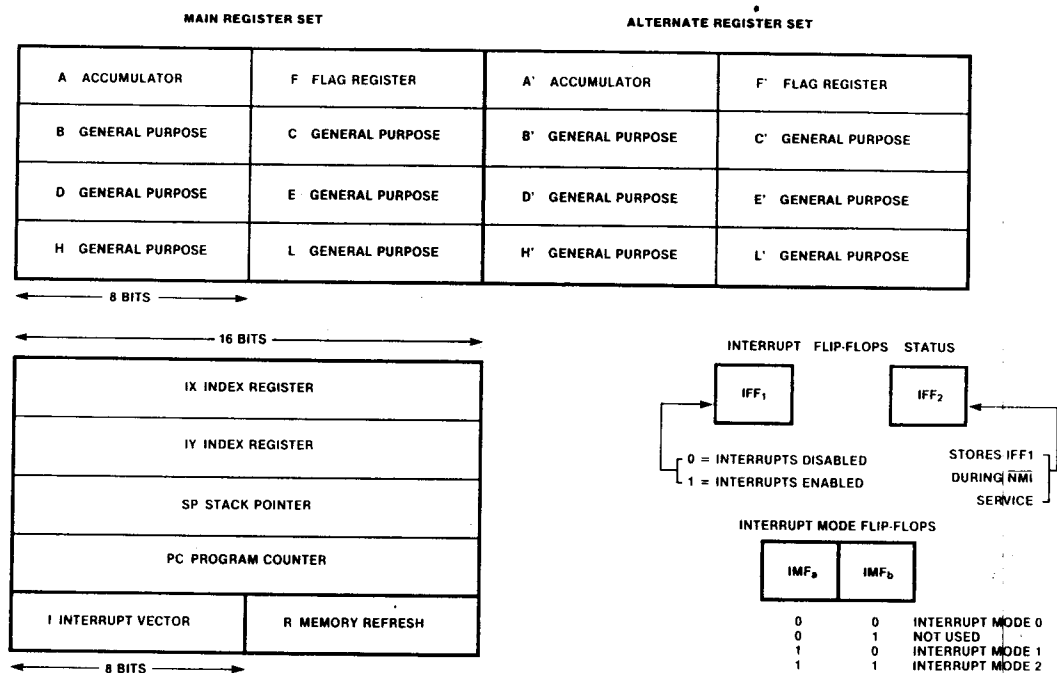 MAIN REGISTER SET
ALTERNATE REGISTER SET
A ACCUMULATOR
F FLAG REGISTER
A' ACCUMULATOR
F' FLAG REGISTER
B GENERAL PURPOSE
C GENERAL PURPOSE
B' GENERAL PURPOSE
C' GENERAL PURPOSE
D GENERAL PURPOSE
E GENERAL PURPOSE
D' GENERAL PURPOSE
E' GENERAL PURPOSE
H GENERAL PURPOSE
L GENERAL PURPOSE
H' GENERAL PURPOSE
L' GENERAL PURPOSE
8 BITS
16 BITS
IX INDEX REGISTER
IY INDEX REGISTER
SP STACK POINTER
PC PROGRAM COUNTER
I INTERRUPT VECTOR
R MEMORY REFRESH
8 BITS
INTERRUPT FLIP-FLOPS STATUS
IFF₁
IFF₂
0 = INTERRUPTS DISABLED
1 = INTERRUPTS ENABLED
STORES IFF1
DURING N̅M̅I̅
SERVICE
INTERRUPT MODE FLIP-FLOPS
IMFₐ
IMF_b
0 0 INTERRUPT MODE 0
0 1 NOT USED
1 0 INTERRUPT MODE 1
1 1 INTERRUPT MODE 2